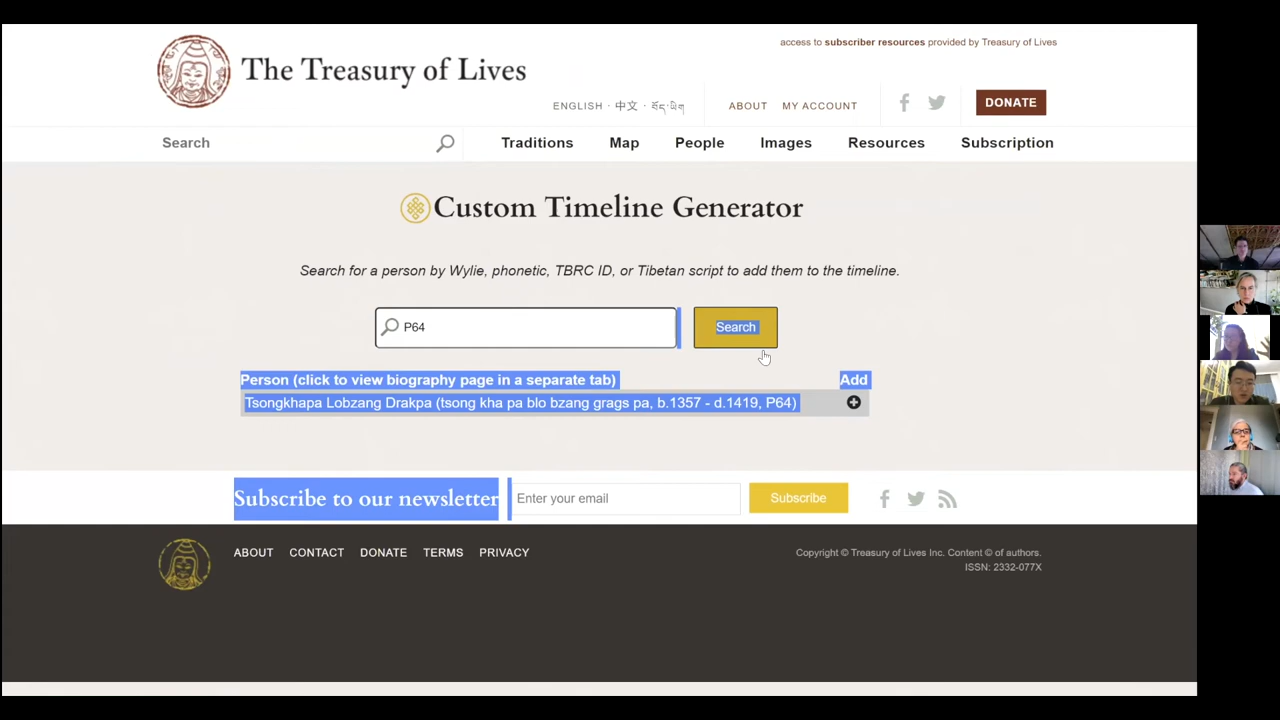 access to subscriber resources provided by Treasury of Lives
The Treasury of Lives
ENGLISH · 中文 · བོད་ཡིག
ABOUT MY ACCOUNT
DONATE
Search
Traditions Map People Images Resources Subscription
Custom Timeline Generator
Search for a person by Wylie, phonetic, TBRC ID, or Tibetan script to add them to the timeline.
P64
Search
Person (click to view biography page in a separate tab) Add
Tsongkhapa Lobzang Drakpa (tsong kha pa blo bzang grags pa, b.1357 - d.1419, P64)
Subscribe to our newsletter
Enter your email
Subscribe
ABOUT CONTACT DONATE TERMS PRIVACY
Copyright © Treasury of Lives Inc. Content © of authors.
ISSN: 2332-077X